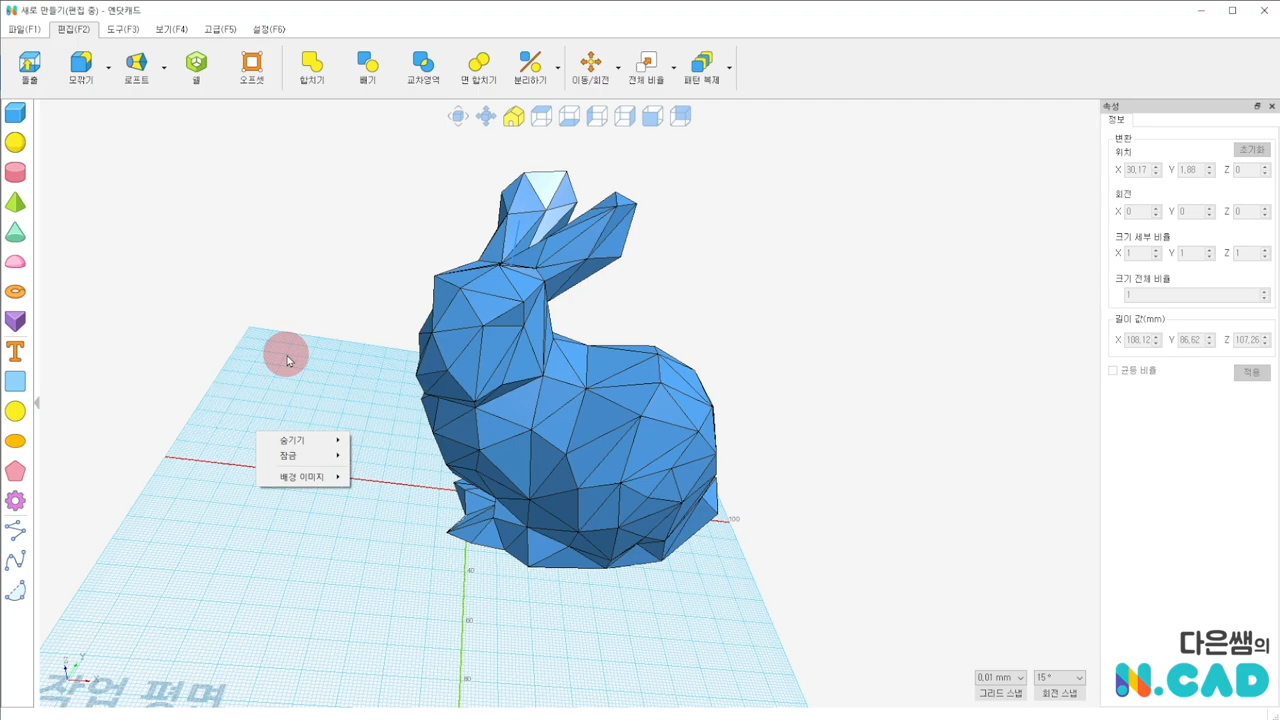 새로 만들기(편집 중) - 엔닷캐드
파일(F1) 편집(F2) 도구(F3) 보기(F4) 고급(F5) 설정(F6)
돌출 모깎기 로프트 쉘 오프셋 합치기 빼기 교차영역 면 합치기 분리하기 이동/회전 전체 비율 패턴 복제
속성
정보
변환
위치 초기화
X 30,17 Y 1,88 Z 0
회전
X 0 Y 0 Z 0
크기 세부 비율
X 1 Y 1 Z 1
크기 전체 비율
1
길이 값(mm)
X 108,12 Y 86,62 Z 107,26
균등 비율 적용
숨기기
잠금
배경 이미지
100
40
60
80
작업 평면
0,01 mm 15 °
그리드 스냅 회전 스냅
다은쌤의
N.CAD